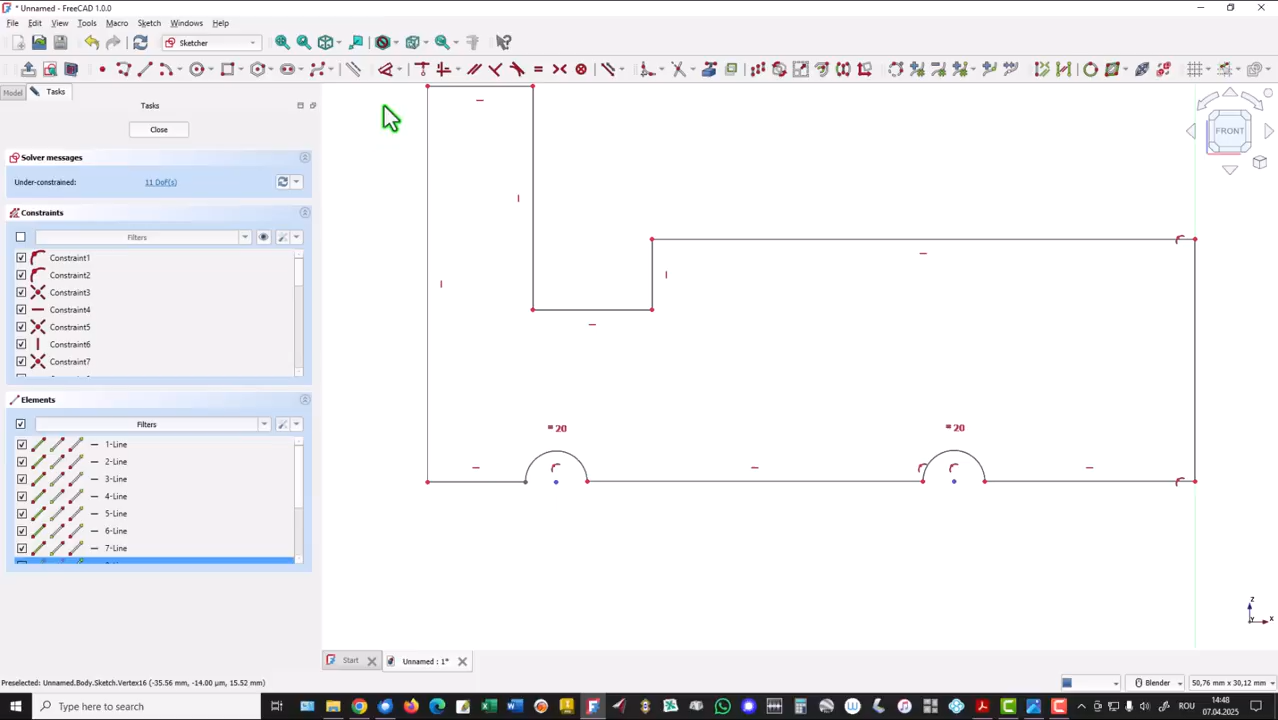 * Unnamed - FreeCAD 1.0.0
File Edit View Tools Macro Sketch Windows Help
Sketcher
Model Tasks
Tasks
Close
Solver messages
Under-constrained: 11 DoF(s)
Constraints
Filters
Constraint1
Constraint2
Constraint3
Constraint4
Constraint5
Constraint6
Constraint7
Elements
Filters
1-Line
2-Line
3-Line
4-Line
5-Line
6-Line
7-Line
FRONT
= 20
= 20
Z
Y X
Start
Unnamed : 1*
Preselected: Unnamed.Body.Sketch.Vertex16 (-35.56 mm, -14.00 µm, 15.52 mm)
Blender
50,76 mm x 30,12 mm
Type here to search
ROU
14:48
07.04.2025